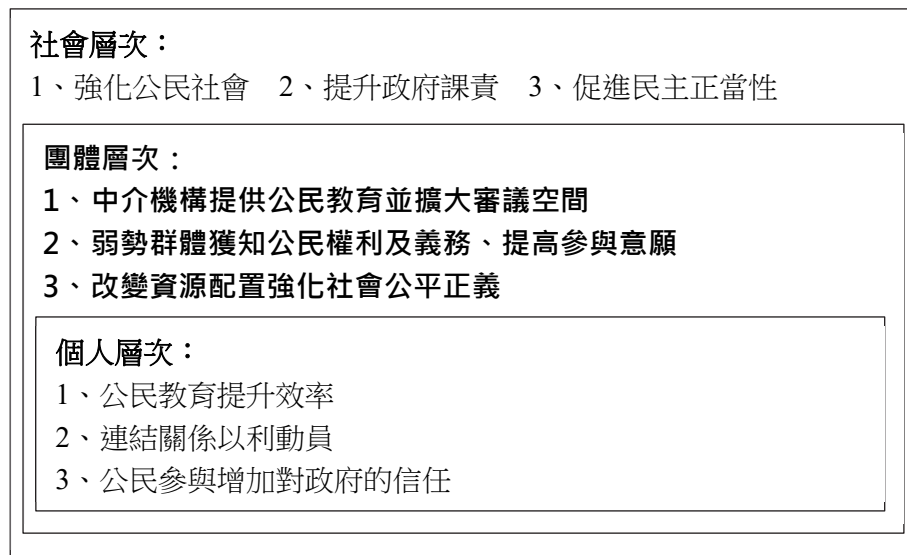 社會層次：
1、強化公民社會　2、提升政府課責　3、促進民主正當性
團體層次：
1、中介機構提供公民教育並擴大審議空間
2、弱勢群體獲知公民權利及義務、提高參與意願
3、改變資源配置強化社會公平正義
個人層次：
1、公民教育提升效率
2、連結關係以利動員
3、公民參與增加對政府的信任